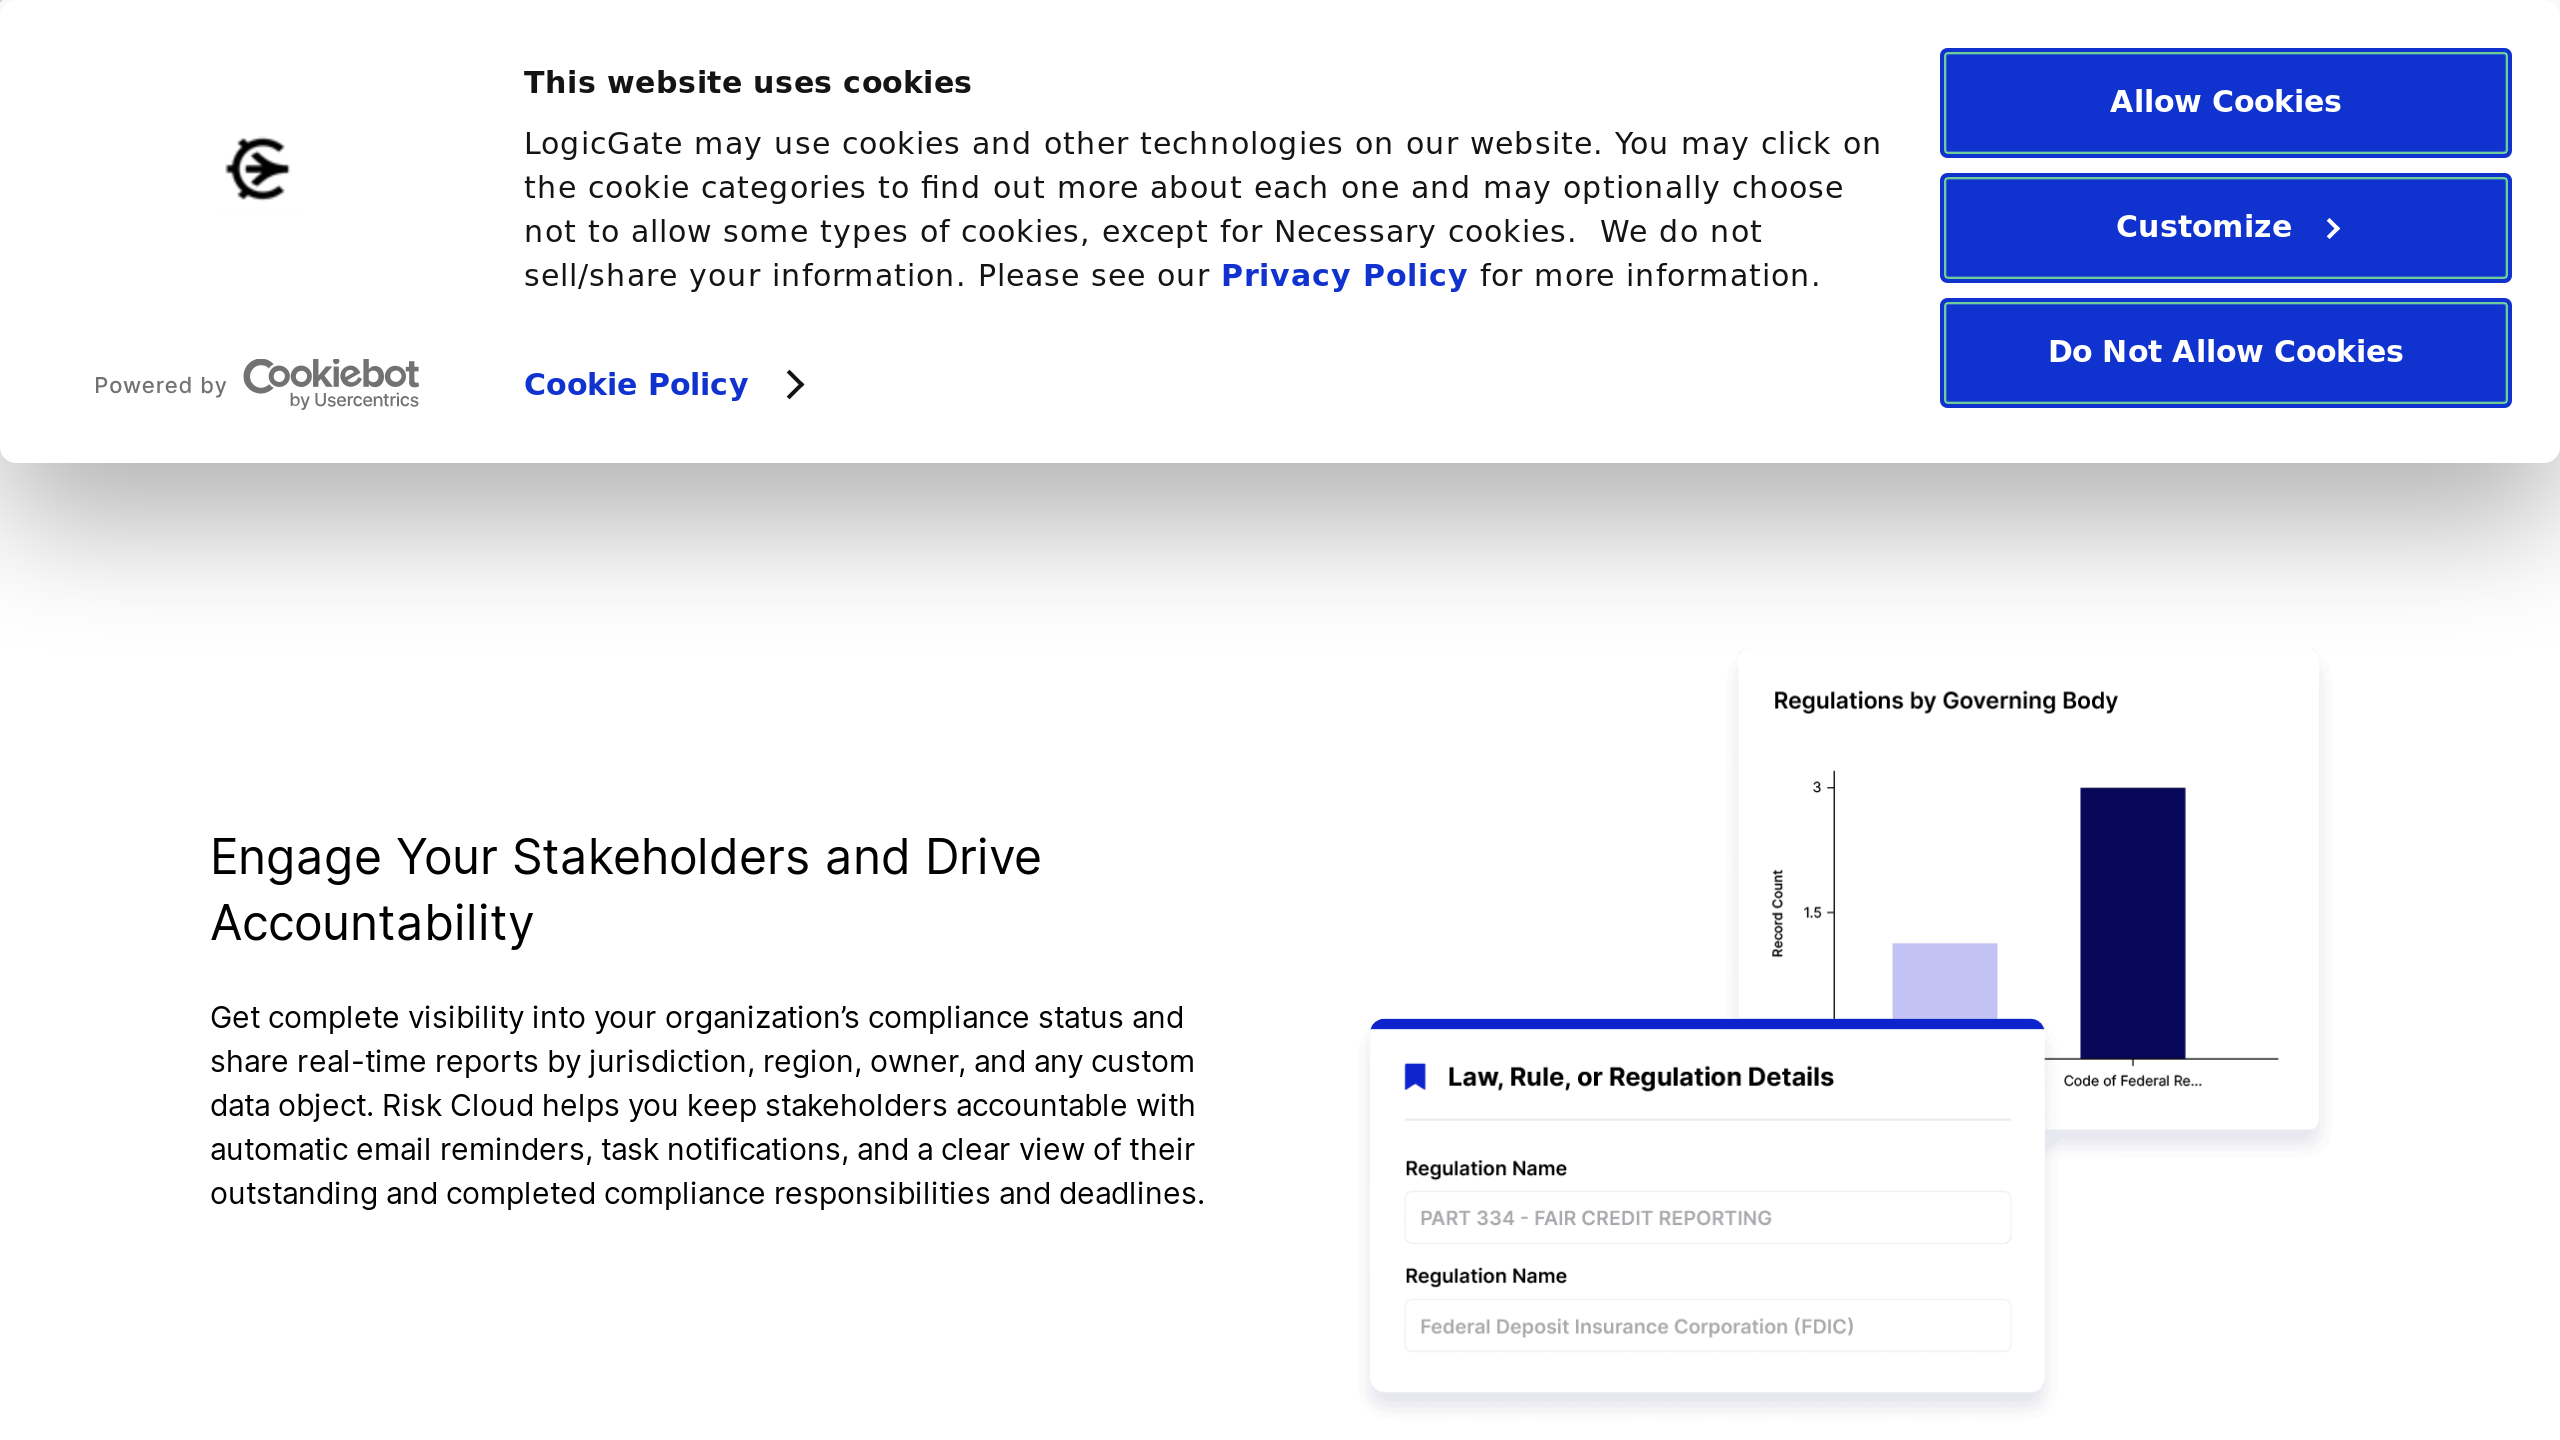 This website uses cookies
LogicGate may use cookies and other technologies on our website. You may click on
the cookie categories to find out more about each one and may optionally choose
not to allow some types of cookies, except for Necessary cookies.  We do not
sell/share your information. Please see our Privacy Policy for more information.
Cookie Policy
Powered by Cookiebot
by Usercentrics
Allow Cookies
Customize
Do Not Allow Cookies
Engage Your Stakeholders and Drive
Accountability
Get complete visibility into your organization’s compliance status and
share real-time reports by jurisdiction, region, owner, and any custom
data object. Risk Cloud helps you keep stakeholders accountable with
automatic email reminders, task notifications, and a clear view of their
outstanding and completed compliance responsibilities and deadlines.
Regulations by Governing Body
3
1.5
Record Count
Code of Federal Re...
Law, Rule, or Regulation Details
Regulation Name
PART 334 - FAIR CREDIT REPORTING
Regulation Name
Federal Deposit Insurance Corporation (FDIC)